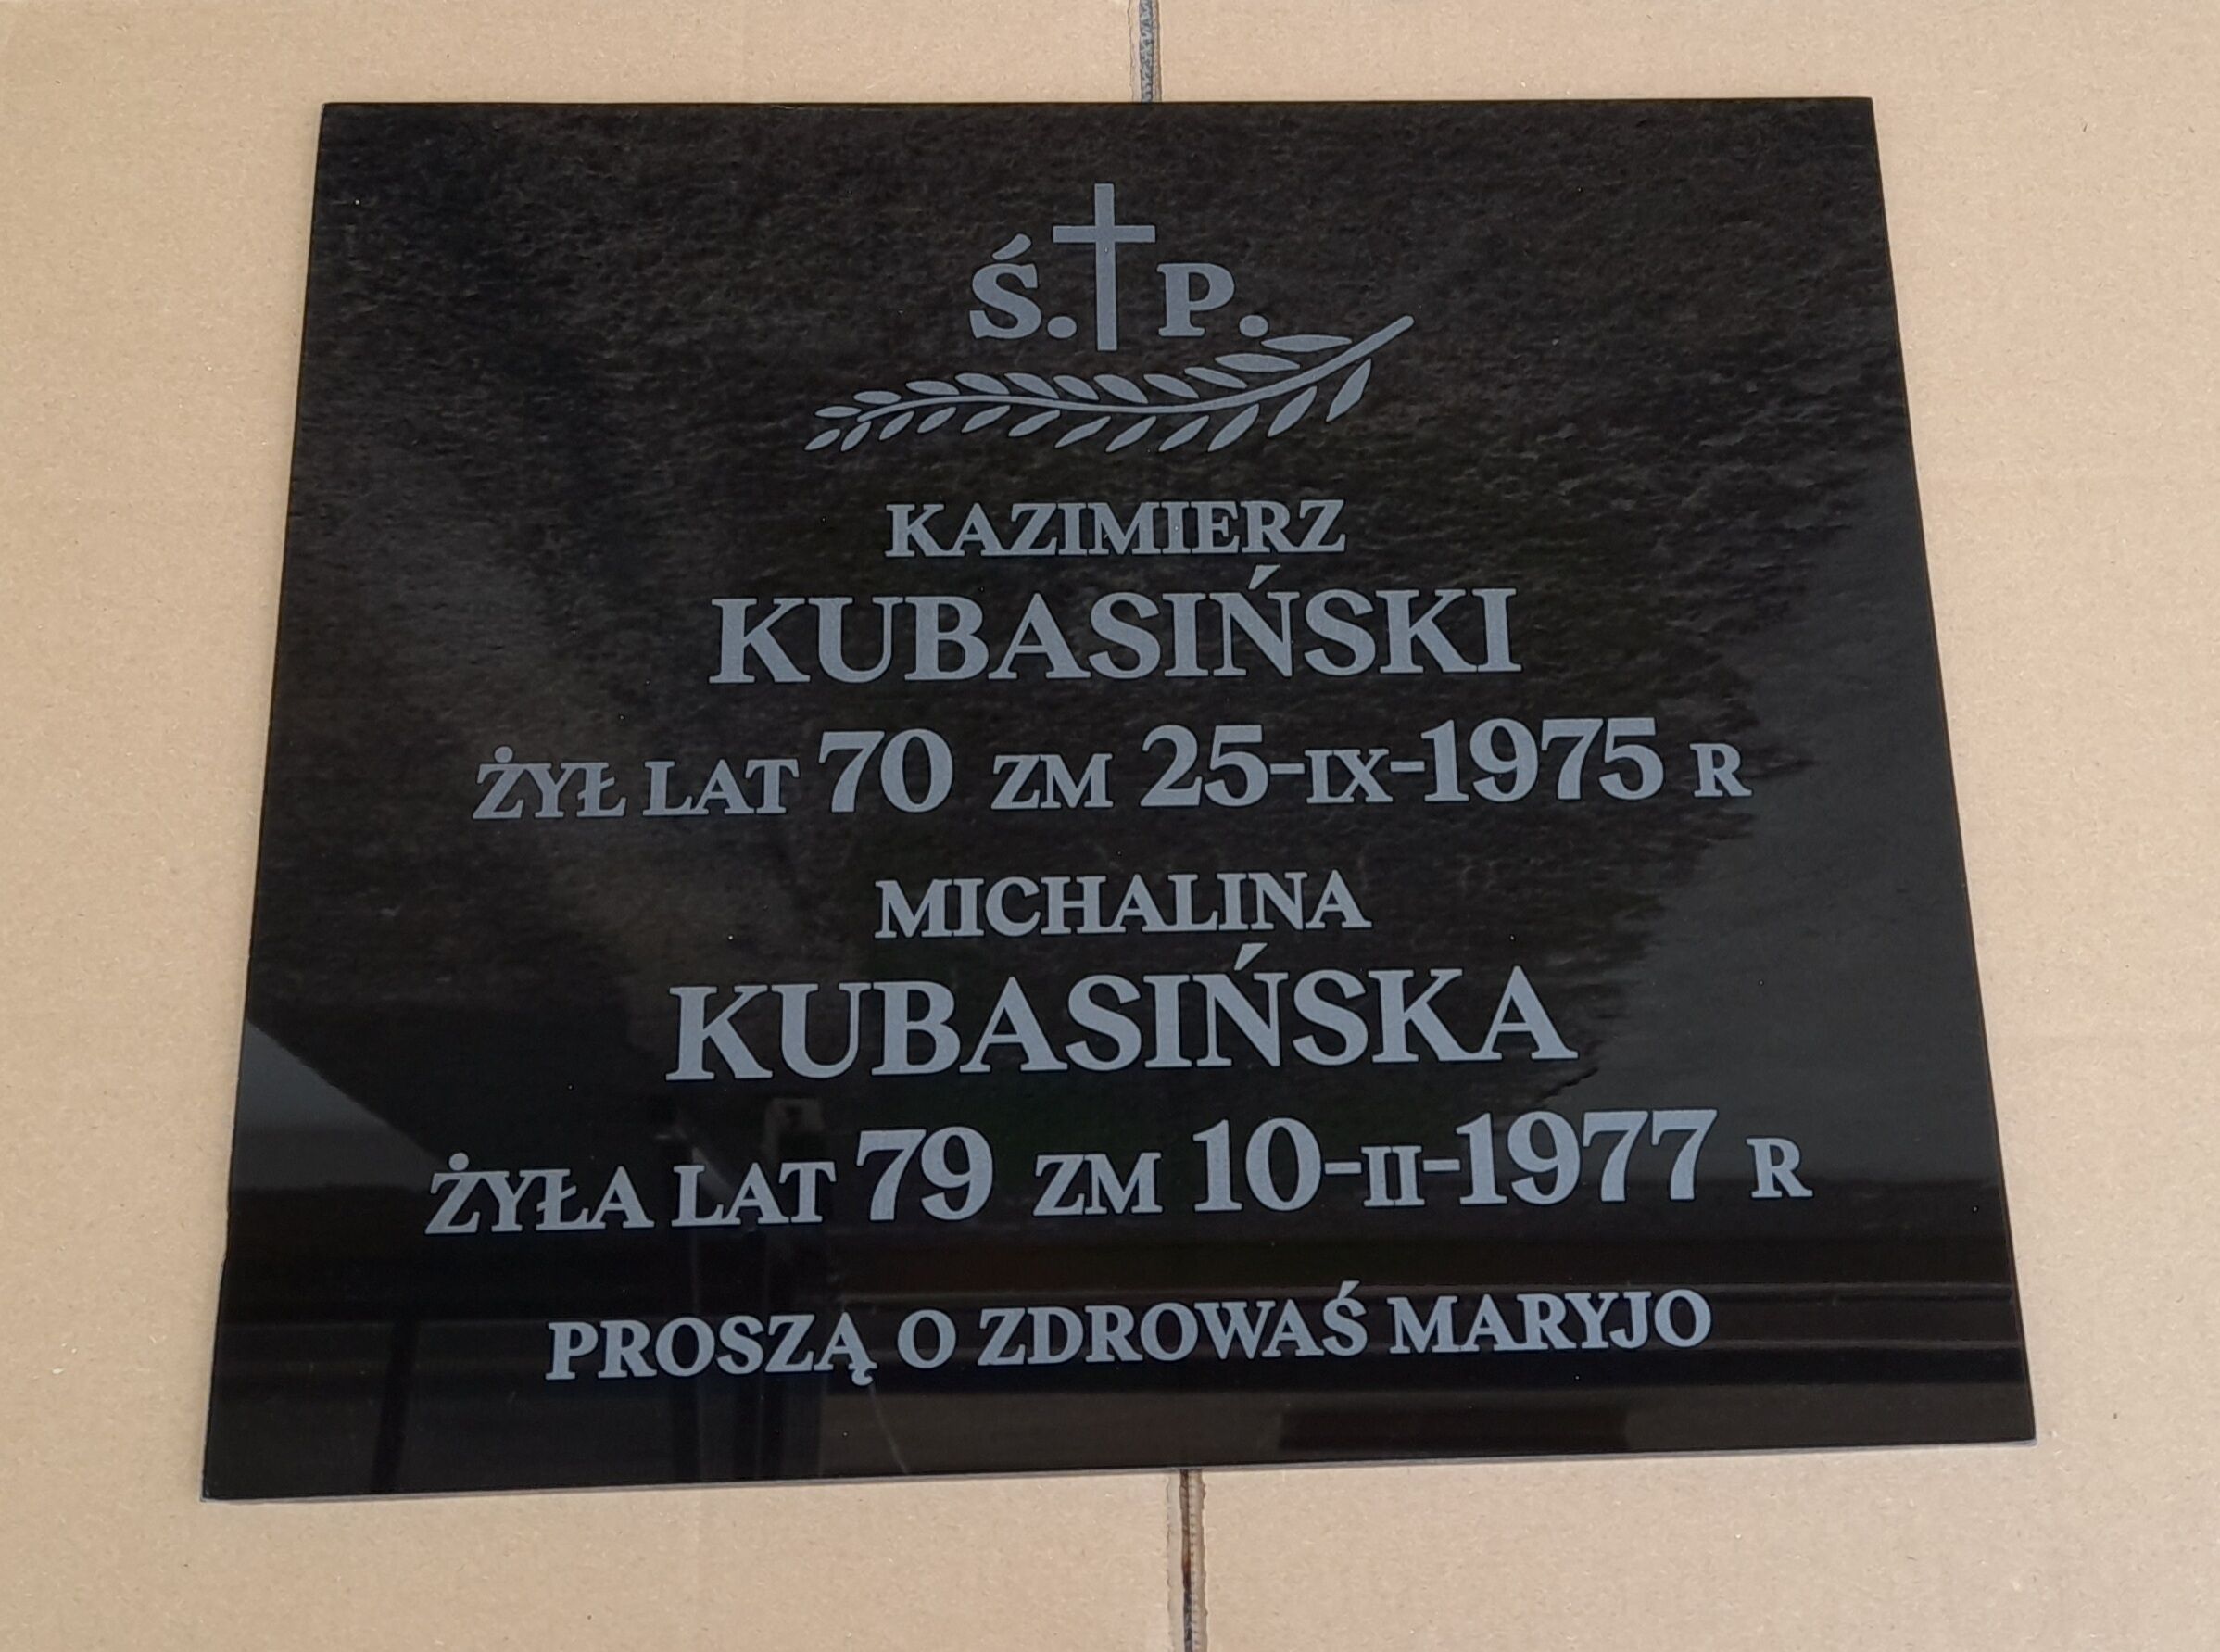 Ś. P.
KAZIMIERZ
KUBASIŃSKI
ŻYŁ LAT 70 ZM 25-IX-1975 R
MICHALINA
KUBASIŃSKA
ŻYŁA LAT 79 ZM 10-II-1977 R
PROSZĄ O ZDROWAŚ MARYJO